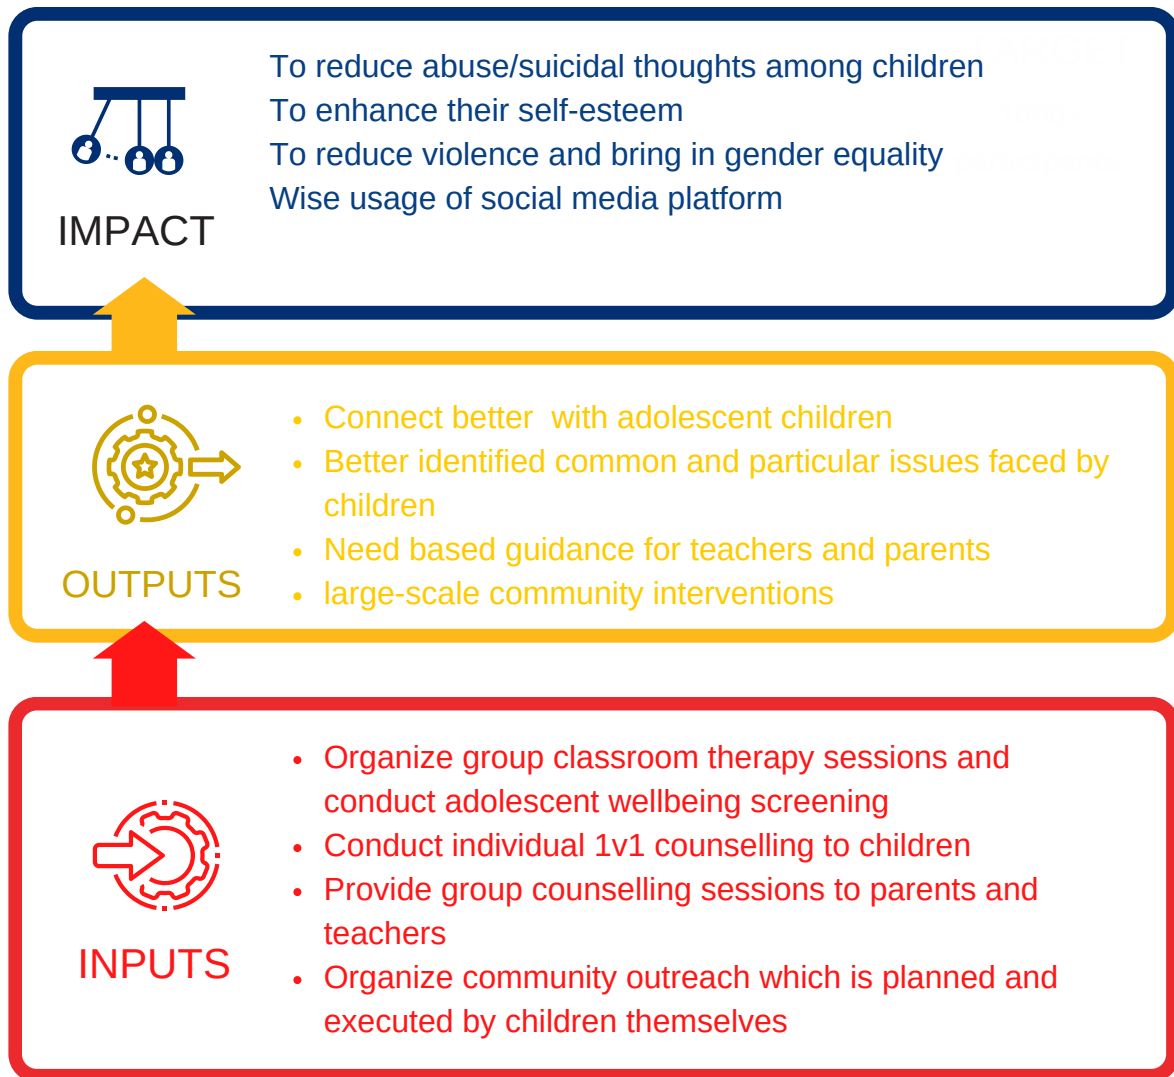 To reduce abuse/suicidal thoughts among children
To enhance their self-esteem
To reduce violence and bring in gender equality
Wise usage of social media platform
IMPACT
• Connect better  with adolescent children
• Better identified common and particular issues faced by
children
• Need based guidance for teachers and parents
• large-scale community interventions
OUTPUTS
• Organize group classroom therapy sessions and
conduct adolescent wellbeing screening
• Conduct individual 1v1 counselling to children
• Provide group counselling sessions to parents and
teachers
• Organize community outreach which is planned and
executed by children themselves
INPUTS